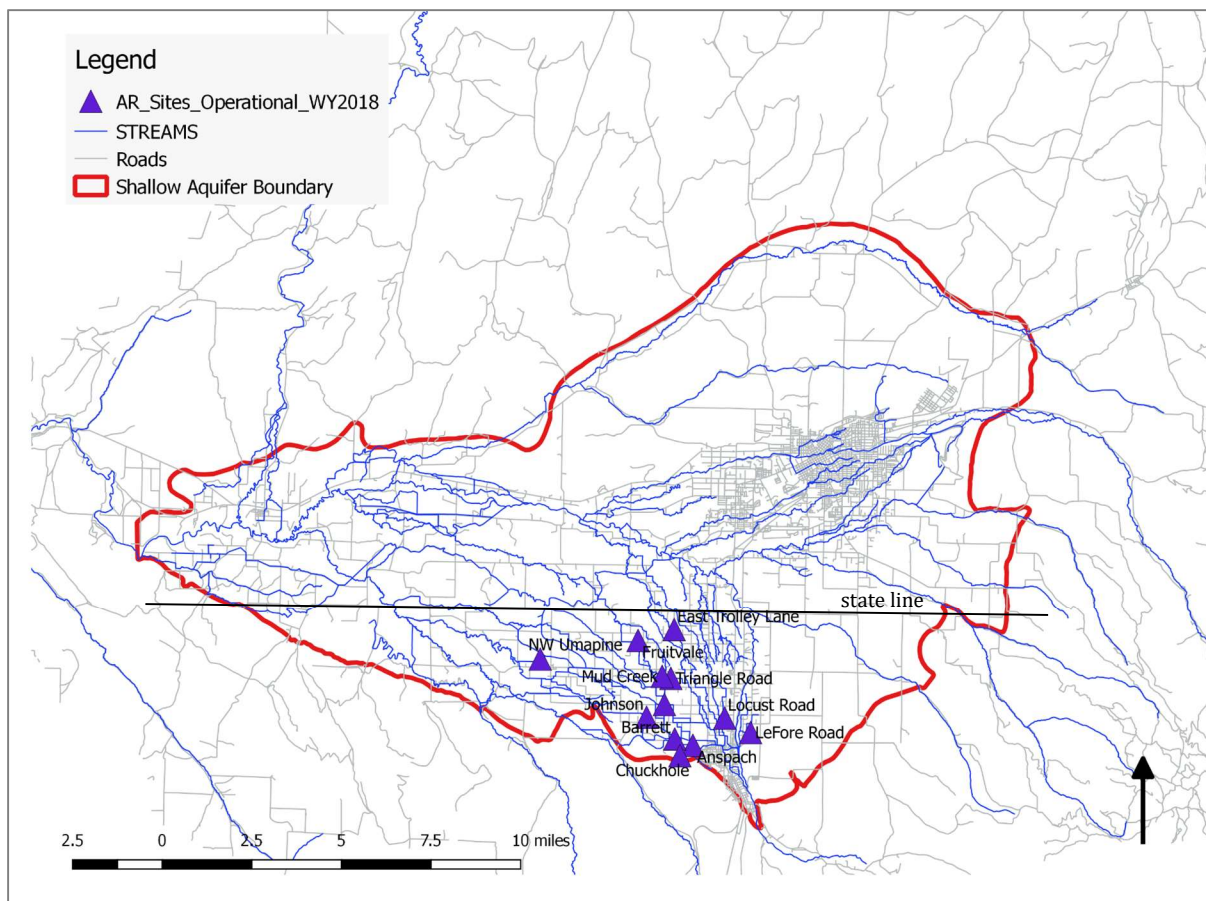 Legend
AR_Sites_Operational_WY2018
STREAMS
Roads
Shallow Aquifer Boundary
state line
East Trolley Lane
NW Umapine
Fruitvale
Mud Creek
Triangle Road
Johnson
Locust Road
Barrett
LeFore Road
Anspach
Chuckhole
2.5 0 2.5 5 7.5 10 miles